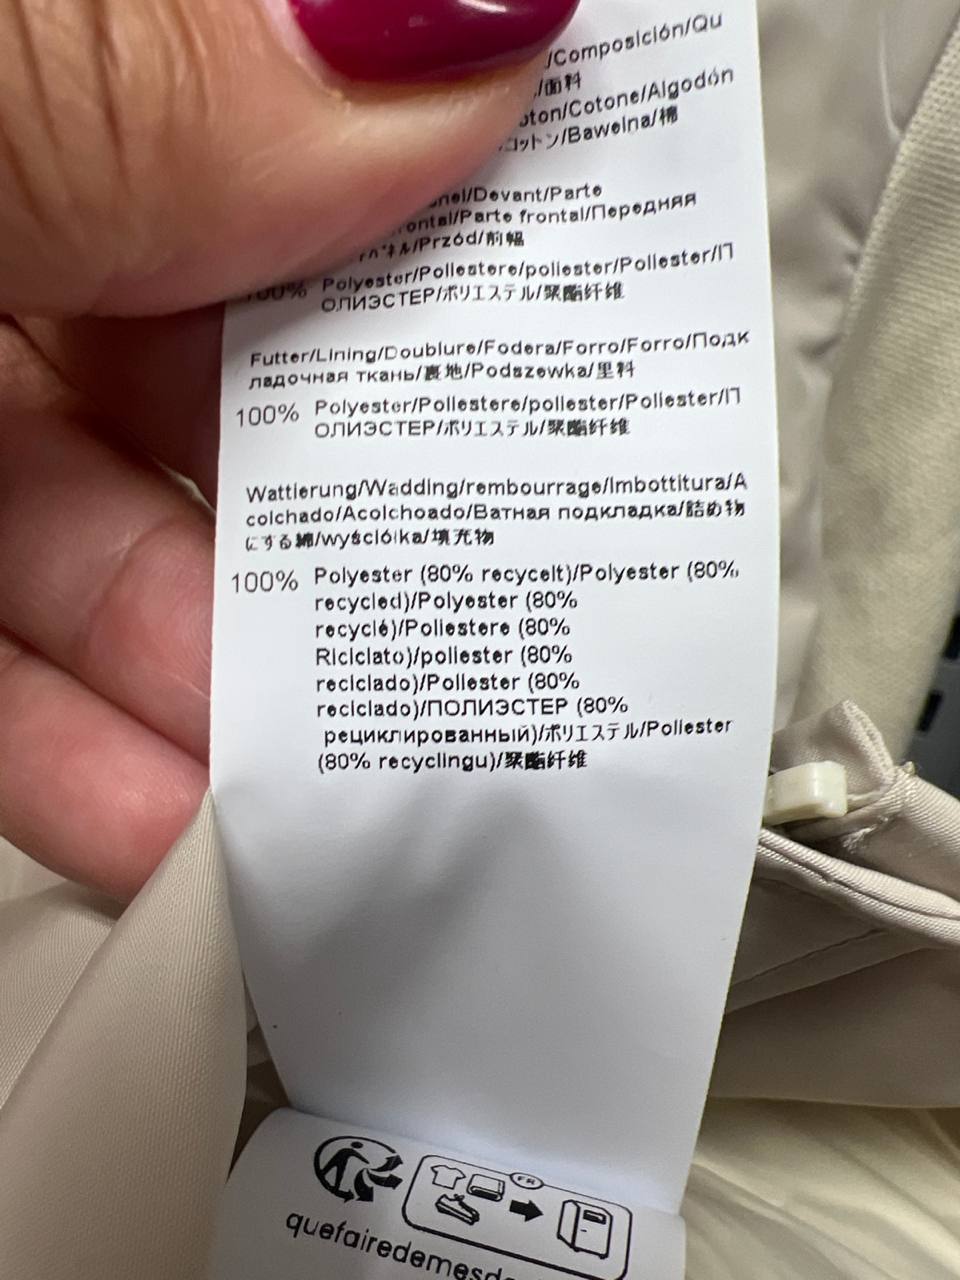 /Composición/Qu
/面料
/Cotone/Algodón
コットン/Bawełna/棉
/Devant/Parte
/Parte frontal/Передняя
/Przód/前幅
100% Polyester/Poliestere/poliester/Poliester/П
ОЛИЭСТЕР/ポリエステル/聚酯纤维
Futter/Lining/Doublure/Fodera/Forro/Forro/Подк
ладочная ткань/裏地/Podszewka/里料
100% Polyester/Poliestere/poliester/Poliester/П
ОЛИЭСТЕР/ポリエステル/聚酯纤维
Wattierung/Wadding/rembourrage/Imbottitura/A
colchado/Acolchoado/Ватная подкладка/詰め物
にする綿/wyściółka/填充物
100% Polyester (80% recycelt)/Polyester (80%
recycled)/Polyester (80%
recyclé)/Poliestere (80%
Riciclato)/poliester (80%
reciclado)/Poliester (80%
reciclado)/ПОЛИЭСТЕР (80%
рециклированный)/ポリエステル/Poliester
(80% recyclingu)/聚酯纤维
FR
quefairedemesd